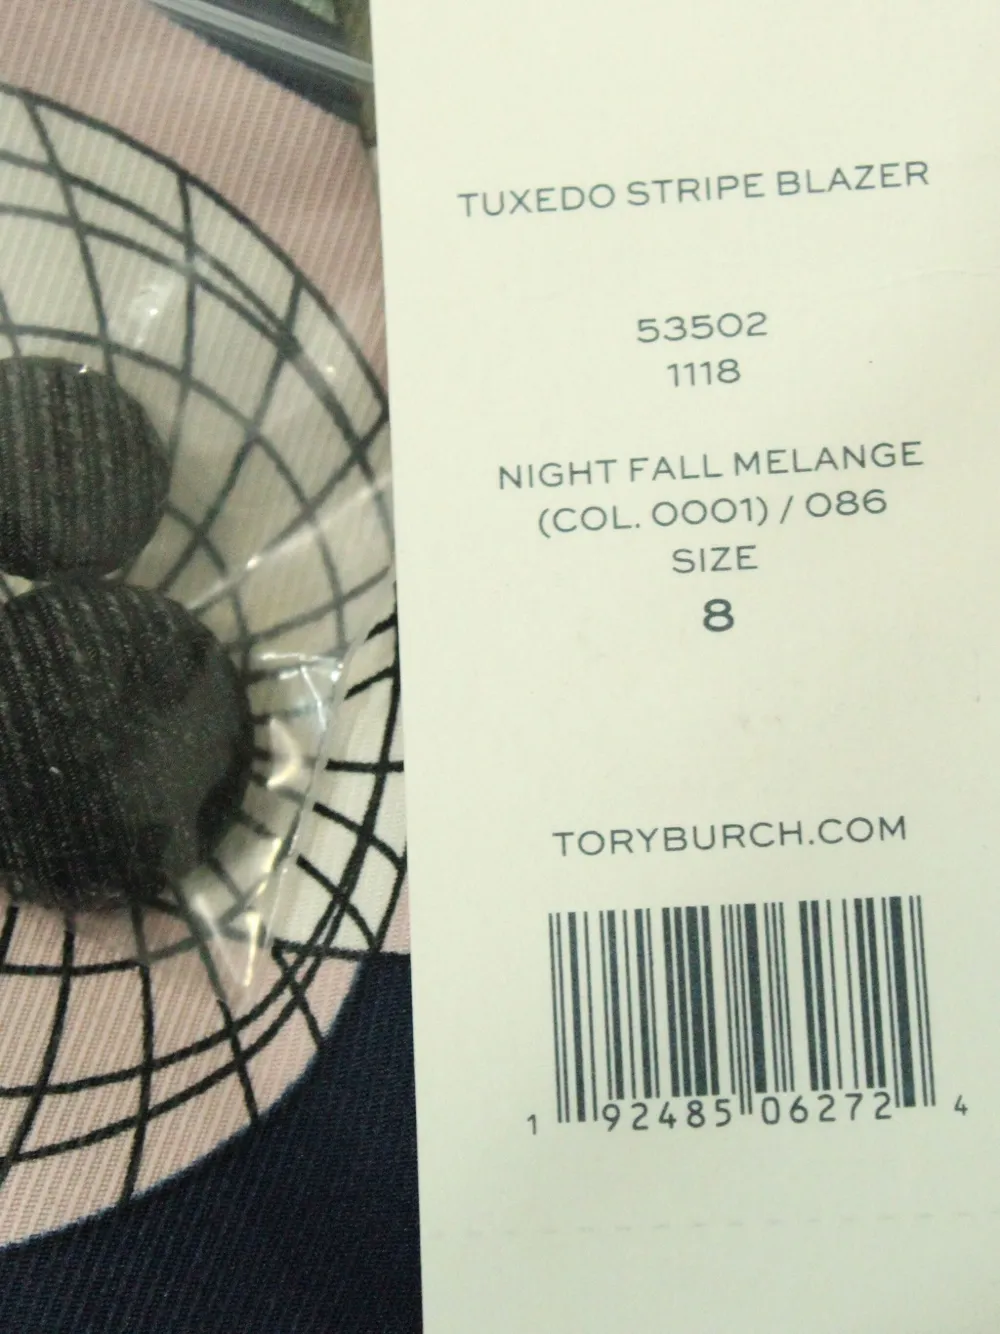 TUXEDO STRIPE BLAZER
53502
1118
NIGHT FALL MELANGE
(COL. 0001) / 086
SIZE
8
TORYBURCH.COM
1 92485 06272 4